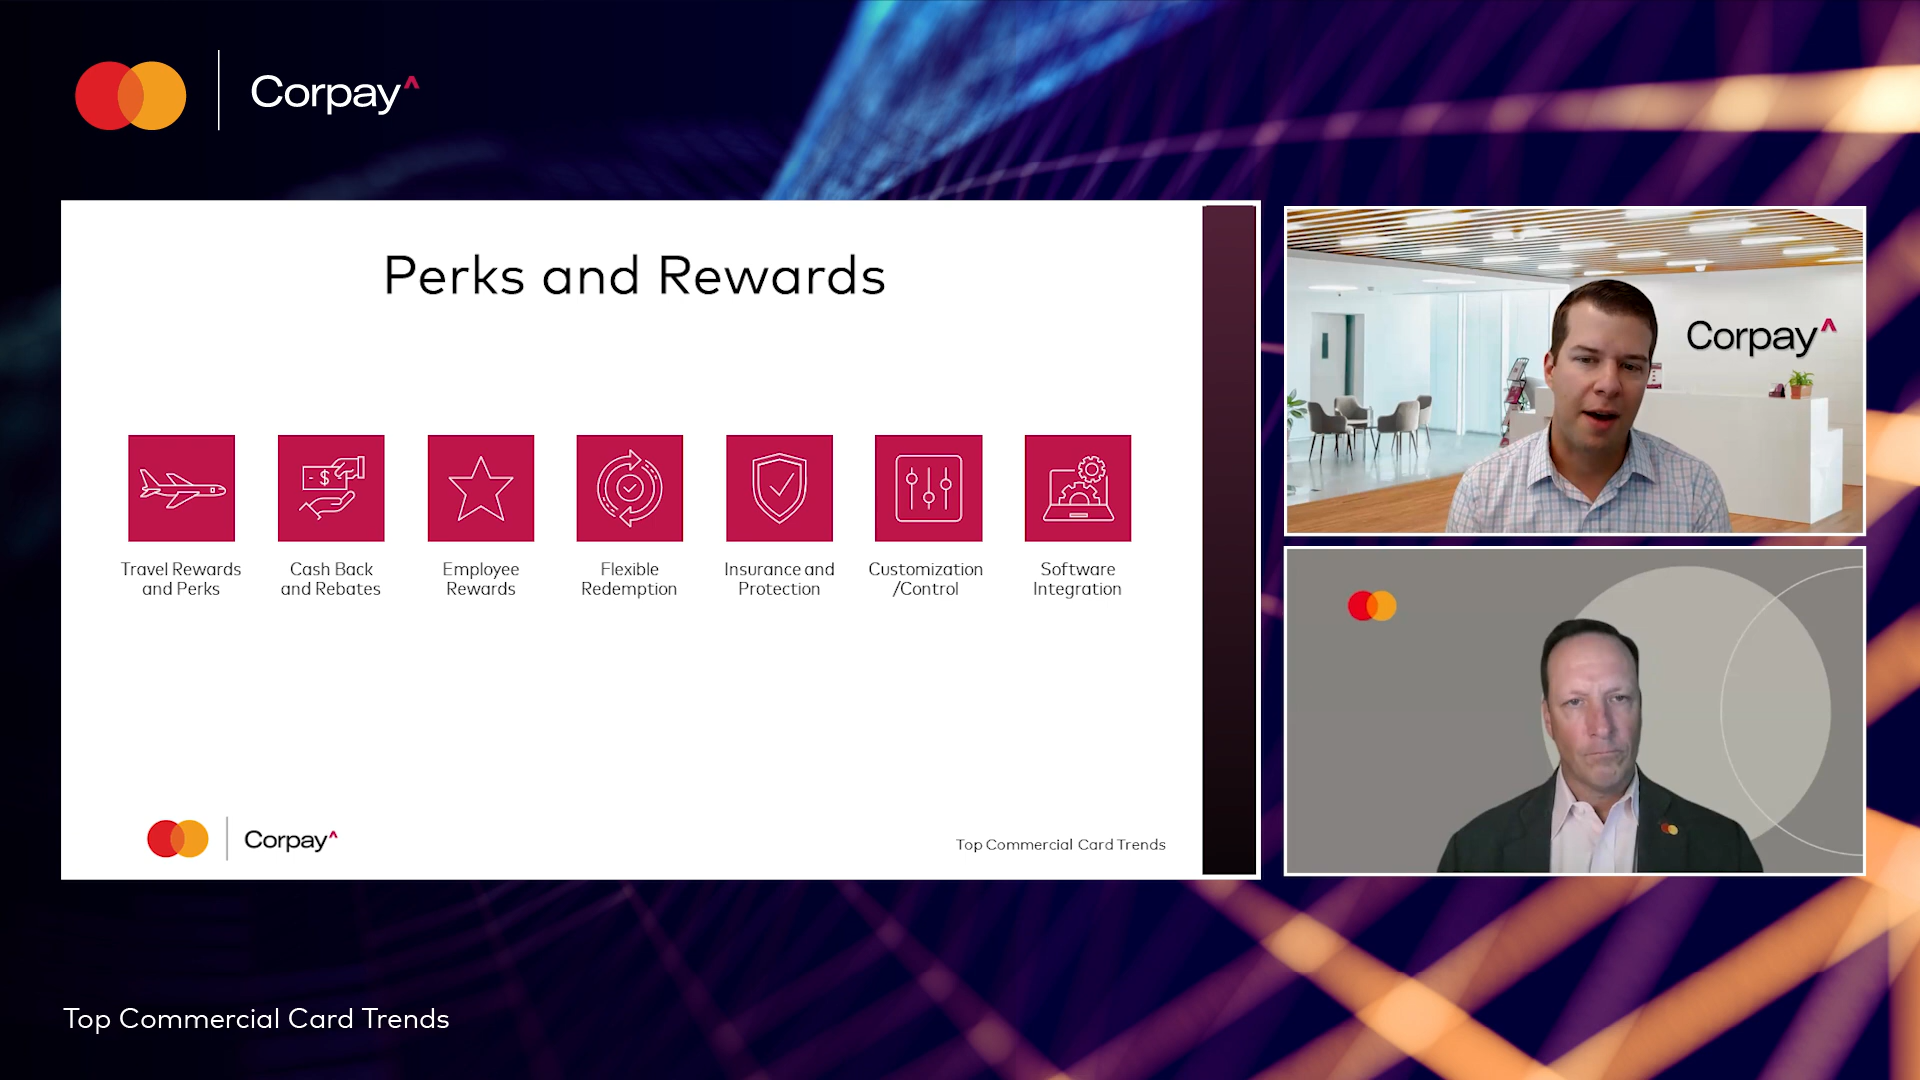 Corpay^
Perks and Rewards
Travel Rewards
and Perks
Cash Back
and Rebates
Employee
Rewards
Flexible
Redemption
$
Insurance and
Protection
Customization
/Control
Software
Integration
Corpay^
Top Commercial Card Trends
Corpay^
Top Commercial Card Trends